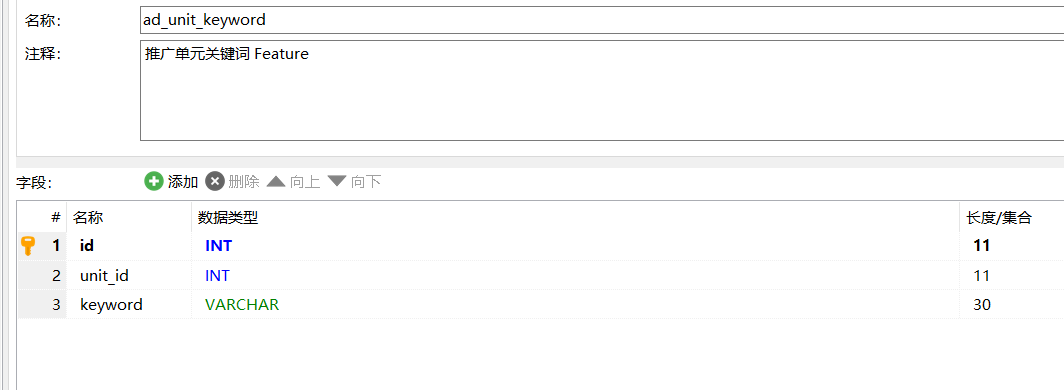 名称: ad_unit_keyword
注释: 推广单元关键词 Feature
字段: 添加 删除 向上 向下
# 名称 数据类型 长度/集合
1 id INT 11
2 unit_id INT 11
3 keyword VARCHAR 30